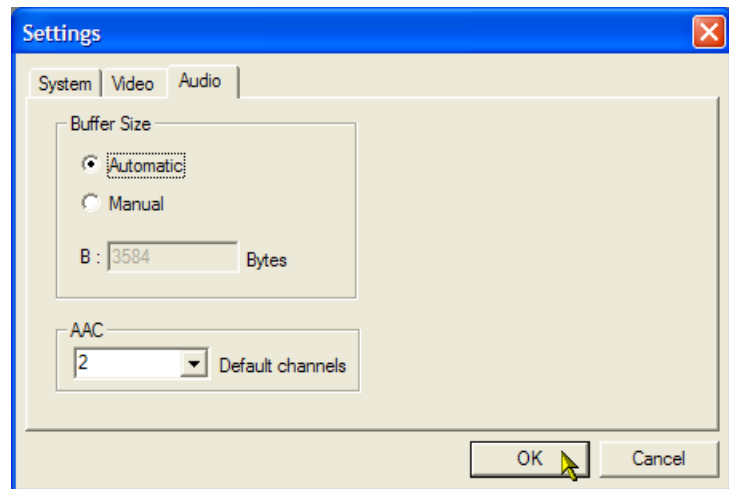 Settings
System Video Audio
Buffer Size
Automatic
Manual
B : 3584 Bytes
AAC
2 Default channels
OK Cancel